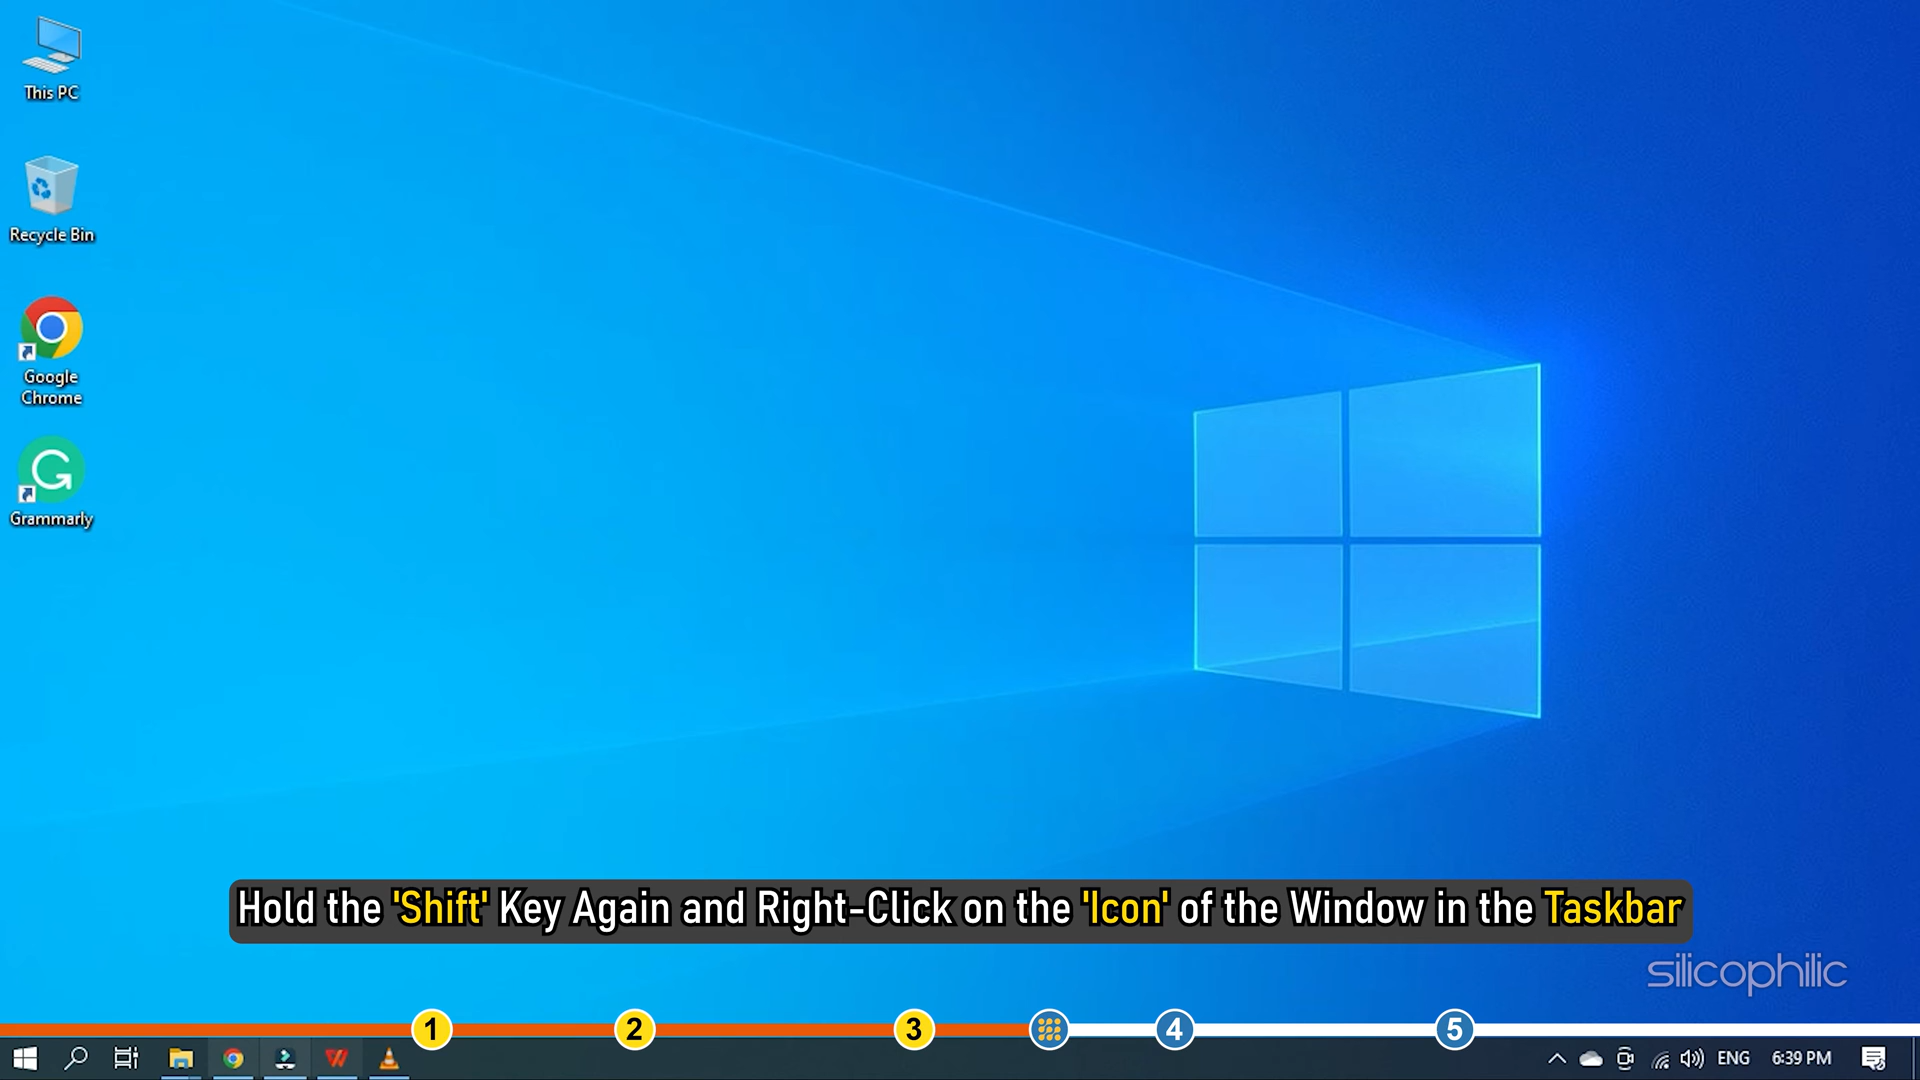 This PC
Recycle Bin
Google
Chrome
Grammarly
Hold the 'Shift' Key Again and Right-Click on the 'Icon' of the Window in the Taskbar
silicophilic
1 2 3 4 5
ENG 6:39 PM